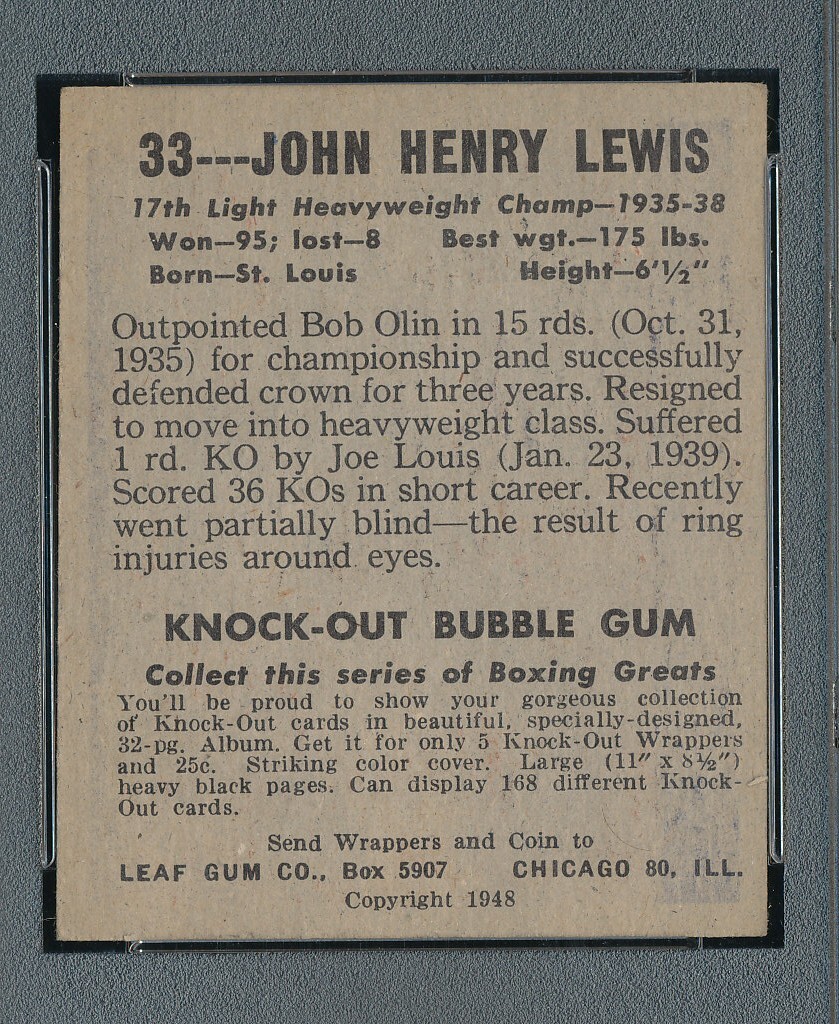 33---JOHN HENRY LEWIS
17th Light Heavyweight Champ—1935-38
Won—95; lost—8 Best wgt.—175 lbs.
Born—St. Louis Height—6'1½"
Outpointed Bob Olin in 15 rds. (Oct. 31,
1935) for championship and successfully
defended crown for three years. Resigned
to move into heavyweight class. Suffered
1 rd. KO by Joe Louis (Jan. 23, 1939).
Scored 36 KOs in short career. Recently
went partially blind—the result of ring
injuries around eyes.
KNOCK-OUT BUBBLE GUM
Collect this series of Boxing Greats
You'll be proud to show your gorgeous collection
of Knock-Out cards in beautiful, specially-designed,
32-pg. Album. Get it for only 5 Knock-Out Wrappers
and 25c. Striking color cover. Large (11" x 8½")
heavy black pages. Can display 168 different Knock-
Out cards.
Send Wrappers and Coin to
LEAF GUM CO., Box 5907 CHICAGO 80, ILL.
Copyright 1948